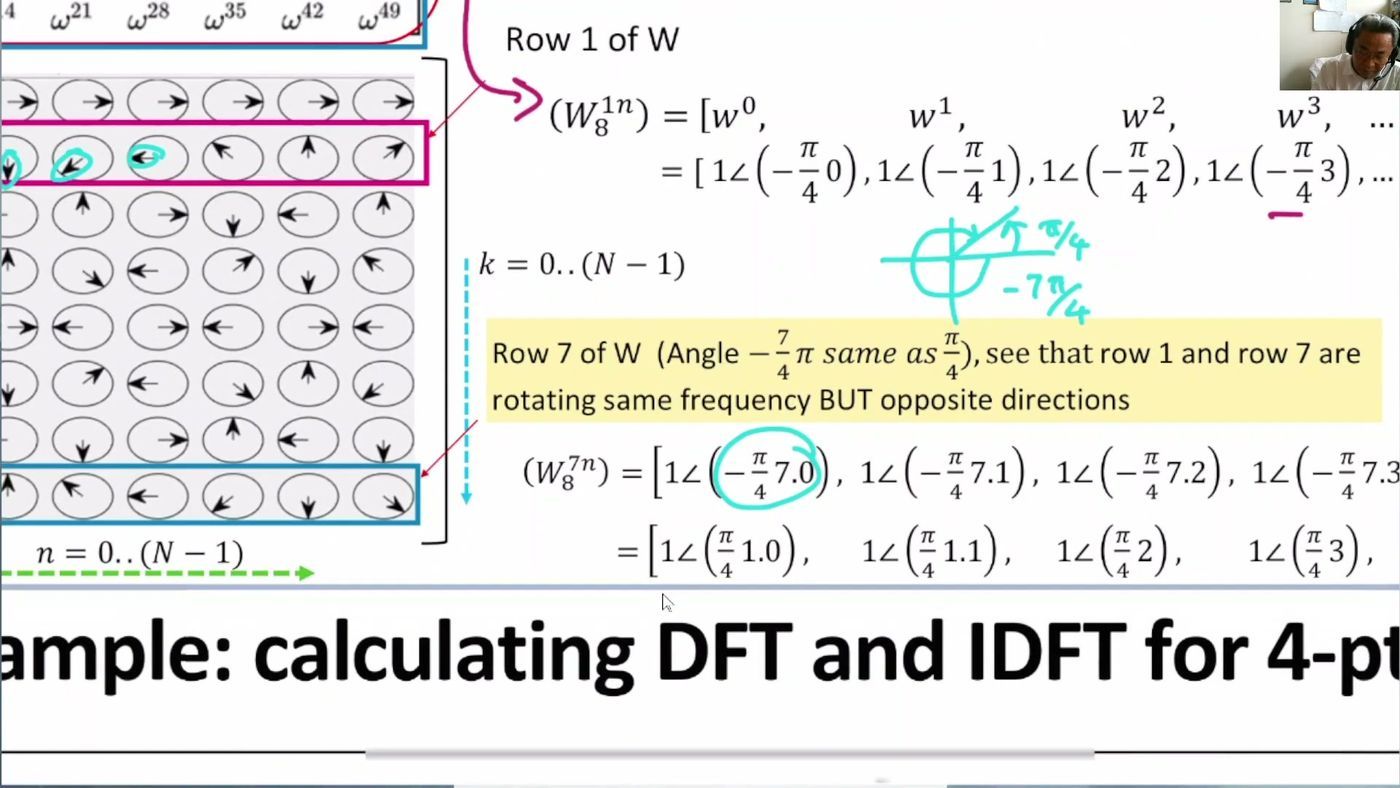 4 ω^21 ω^28 ω^35 ω^42 ω^49
Row 1 of W
(W_8^{1n}) = [w^0, w^1, w^2, w^3, ...
= [ 1∠(−π/4 0), 1∠(−π/4 1), 1∠(−π/4 2), 1∠(−π/4 3), ...
π/4
k = 0..(N − 1)
−7π/4
Row 7 of W (Angle −7/4 π same as π/4), see that row 1 and row 7 are
rotating same frequency BUT opposite directions
(W_8^{7n}) = [1∠(−π/4 7.0), 1∠(−π/4 7.1), 1∠(−π/4 7.2), 1∠(−π/4 7.3
= [1∠(π/4 1.0), 1∠(π/4 1.1), 1∠(π/4 2), 1∠(π/4 3),
n = 0..(N − 1)
ample: calculating DFT and IDFT for 4-pt